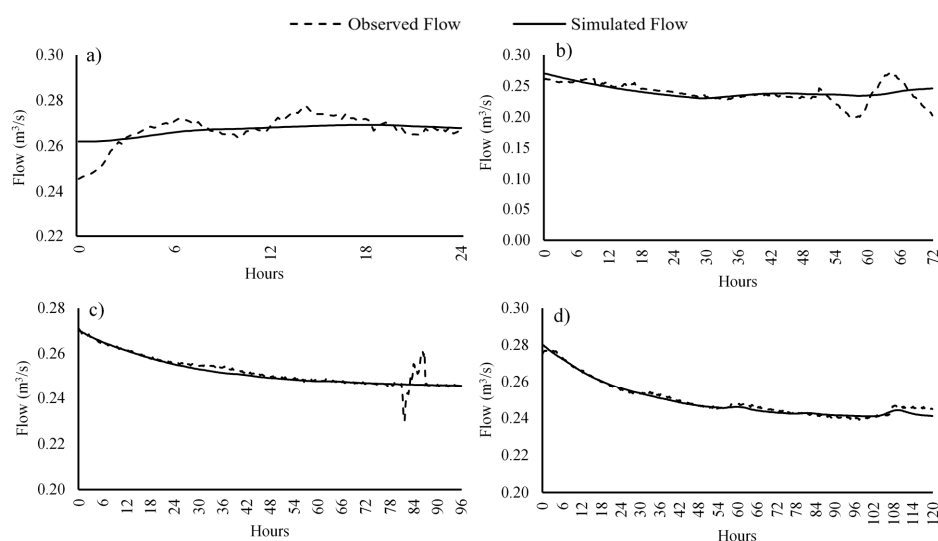 Observed Flow Simulated Flow
a)
Flow (m³/s)
0.30
0.28
0.26
0.24
0.22
0 6 12 18 24
Hours
b)
Flow (m³/s)
0.30
0.25
0.20
0.15
0.10
0.05
0.00
0 6 12 18 24 30 36 42 48 54 60 66 72
Hours
c)
Flow (m³/s)
0.28
0.26
0.24
0.22
0.20
0 6 12 18 24 30 36 42 48 54 60 66 72 78 84 90 96
Hours
d)
Flow (m³/s)
0.30
0.28
0.26
0.24
0.22
0.20
0 6 12 18 24 30 36 42 48 54 60 66 72 78 84 90 96 102 108 114 120
Hours